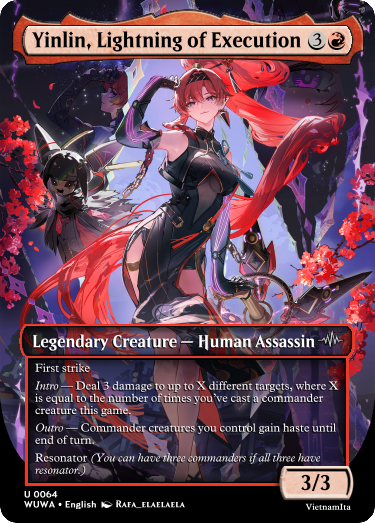 Yinlin, Lightning of Execution 3
Legendary Creature — Human Assassin
First strike
Intro — Deal 3 damage to up to X different targets, where X
is equal to the number of times you've cast a commander
creature this game.
Outro — Commander creatures you control gain haste until
end of turn.
Resonator (You can have three commanders if all three have
resonator.)
3/3
U 0064
WUWA • English Rafa_elaelaela
VietnamIta